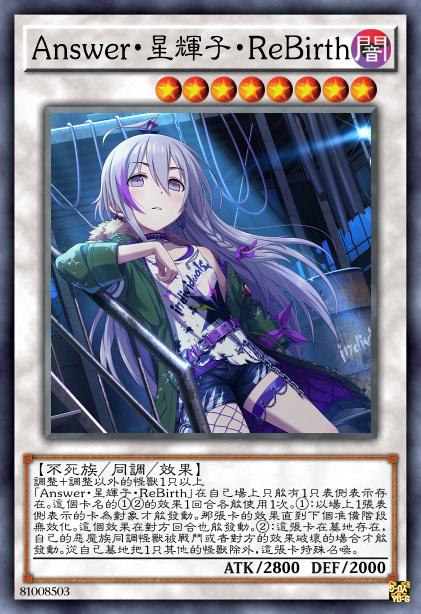 Answer・星輝子・ReBirth 闇
individuals
indivi
【不死族／同調／效果】
調整＋調整以外的怪獸1只以上
「Answer・星輝子・ReBirth」在自己場上只能有1只表側表示存
在。這個卡名的①②的效果1回合各能使用1次。①：以場上1張表
側表示的卡為對象才能發動。那張卡的效果直到下個准備階段
無效化。這個效果在對方回合也能發動。②：這張卡在墓地存在，
自己的惡魔族同調怪獸被戰鬥或者對方的效果破壞的場合才能
發動。從自己墓地把1只其他的怪獸除外，這張卡特殊召喚。
ATK/2800 DEF/2000
81008503